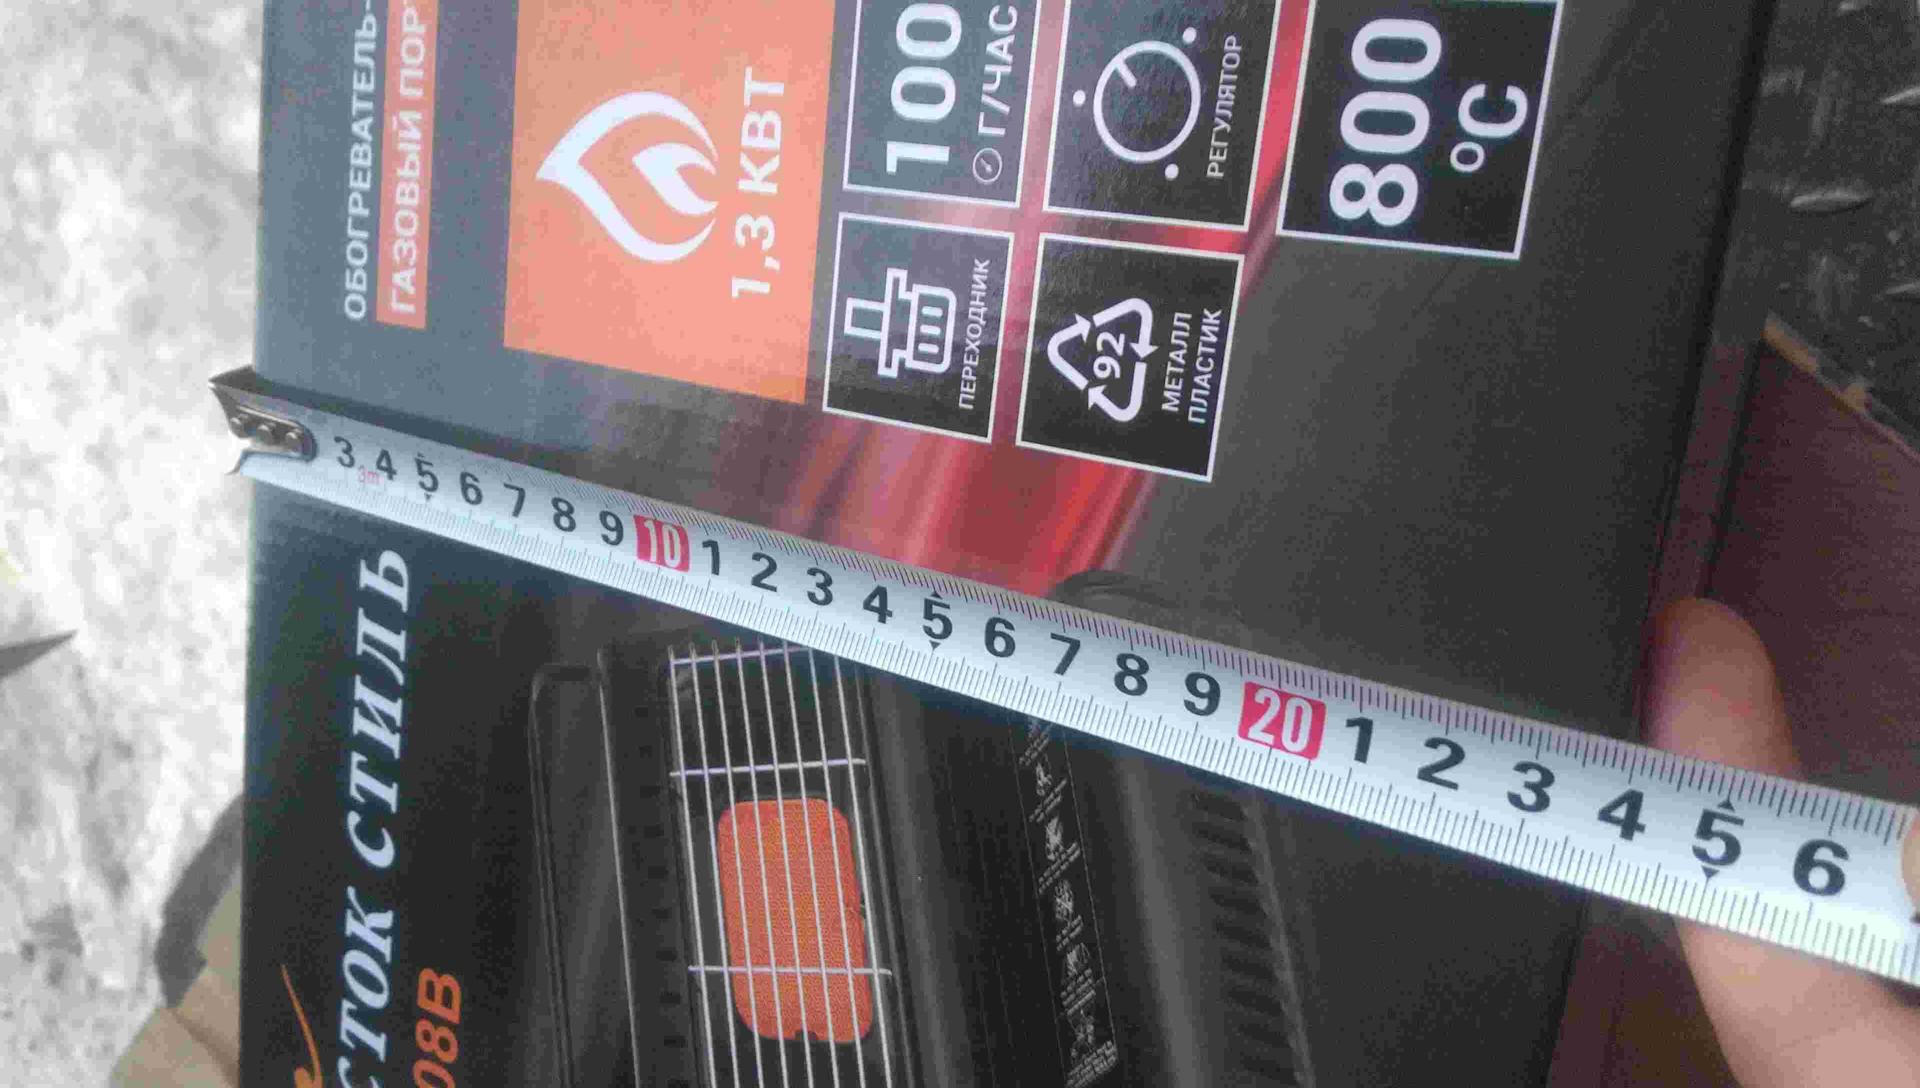 ОБОГРЕВАТЕЛЬ-
ГАЗОВЫЙ ПОР
1,3 КВТ
100
Г/ЧАС
РЕГУЛЯТОР
800
°C
ПЕРЕХОДНИК
92
МЕТАЛЛ
ПЛАСТИК
3 4 5 6 7 8 9 10 1 2 3 4 5 6 7 8 9 20 1 2 3 4 5 6
3m
СТОК СТИЛЬ
08В